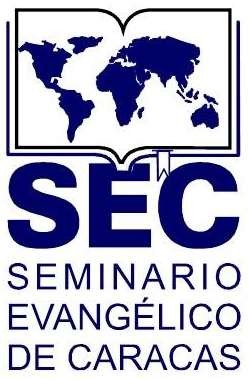 SEC
SEMINARIO
EVANGÉLICO
DE CARACAS